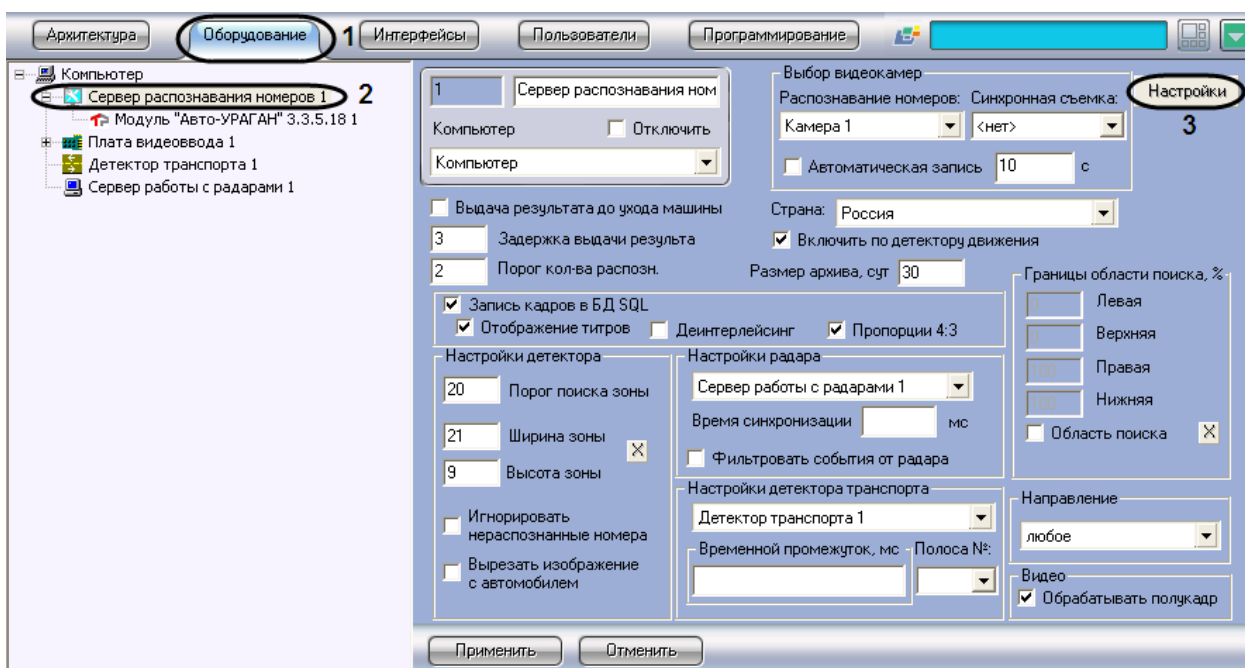 Архитектура Оборудование 1 Интерфейсы Пользователи Программирование
Компьютер
Сервер распознавания номеров 1 2
Модуль "Авто-УРАГАН" 3.3.5.18 1
Плата видеоввода 1
Детектор транспорта 1
Сервер работы с радарами 1
1 Сервер распознавания ном
Компьютер Отключить
Компьютер
Выбор видеокамер
Распознавание номеров: Синхронная съемка:
Камера 1 <нет>
Автоматическая запись 10 с
Настройки
3
Выдача результата до ухода машины
3 Задержка выдачи результа
2 Порог кол-ва распозн.
Страна: Россия
Включить по детектору движения
Размер архива, сут 30
Запись кадров в БД SQL
Отображение титров Деинтерлейсинг Пропорции 4:3
Границы области поиска, %
0 Левая
0 Верхняя
100 Правая
100 Нижняя
Область поиска X
Настройки детектора
20 Порог поиска зоны
21 Ширина зоны
X
9 Высота зоны
Игнорировать
нераспознанные номера
Вырезать изображение
с автомобилем
Настройки радара
Сервер работы с радарами 1
Время синхронизации мс
Фильтровать события от радара
Настройки детектора транспорта
Детектор транспорта 1
Временной промежуток, мс Полоса №:
Направление
любое
Видео
Обрабатывать полукадр
Применить Отменить